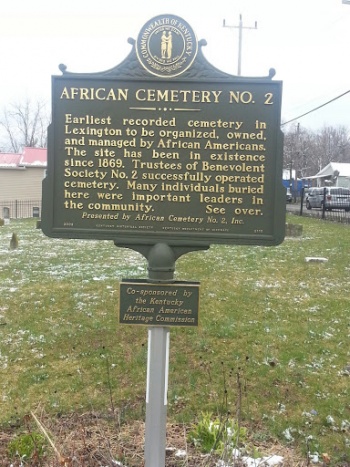 COMMONWEALTH OF KENTUCKY
AFRICAN CEMETERY NO. 2
Earliest recorded cemetery in
Lexington to be organized, owned,
and managed by African Americans.
The site has been in existence
since 1869. Trustees of Benevolent
Society No. 2 successfully operated
cemetery. Many individuals buried
here were important leaders in
the community. See over.
Presented by African Cemetery No. 2, Inc.
Co-sponsored by
the Kentucky
African American
Heritage Commission